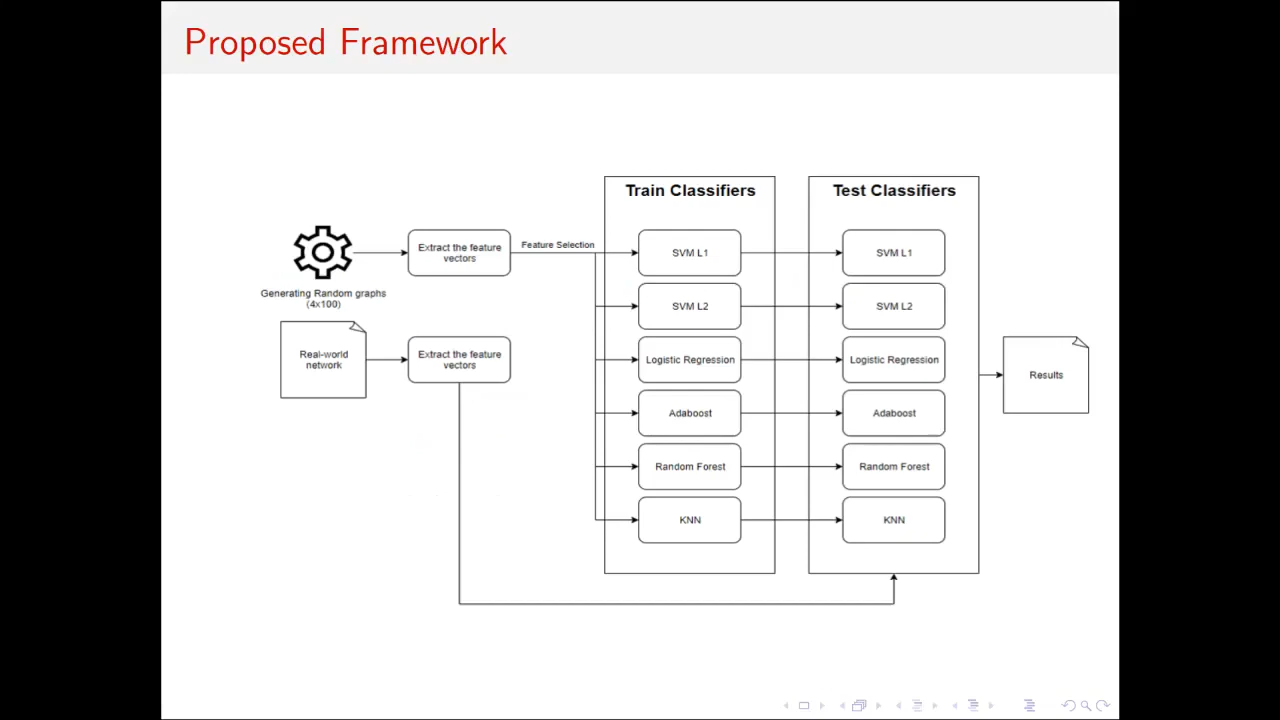 Proposed Framework
Train Classifiers
Test Classifiers
Generating Random graphs
(4x100)
Extract the feature
vectors
Feature Selection
SVM L1
SVM L1
SVM L2
SVM L2
Real-world
network
Extract the feature
vectors
Logistic Regression
Logistic Regression
Results
Adaboost
Adaboost
Random Forest
Random Forest
KNN
KNN